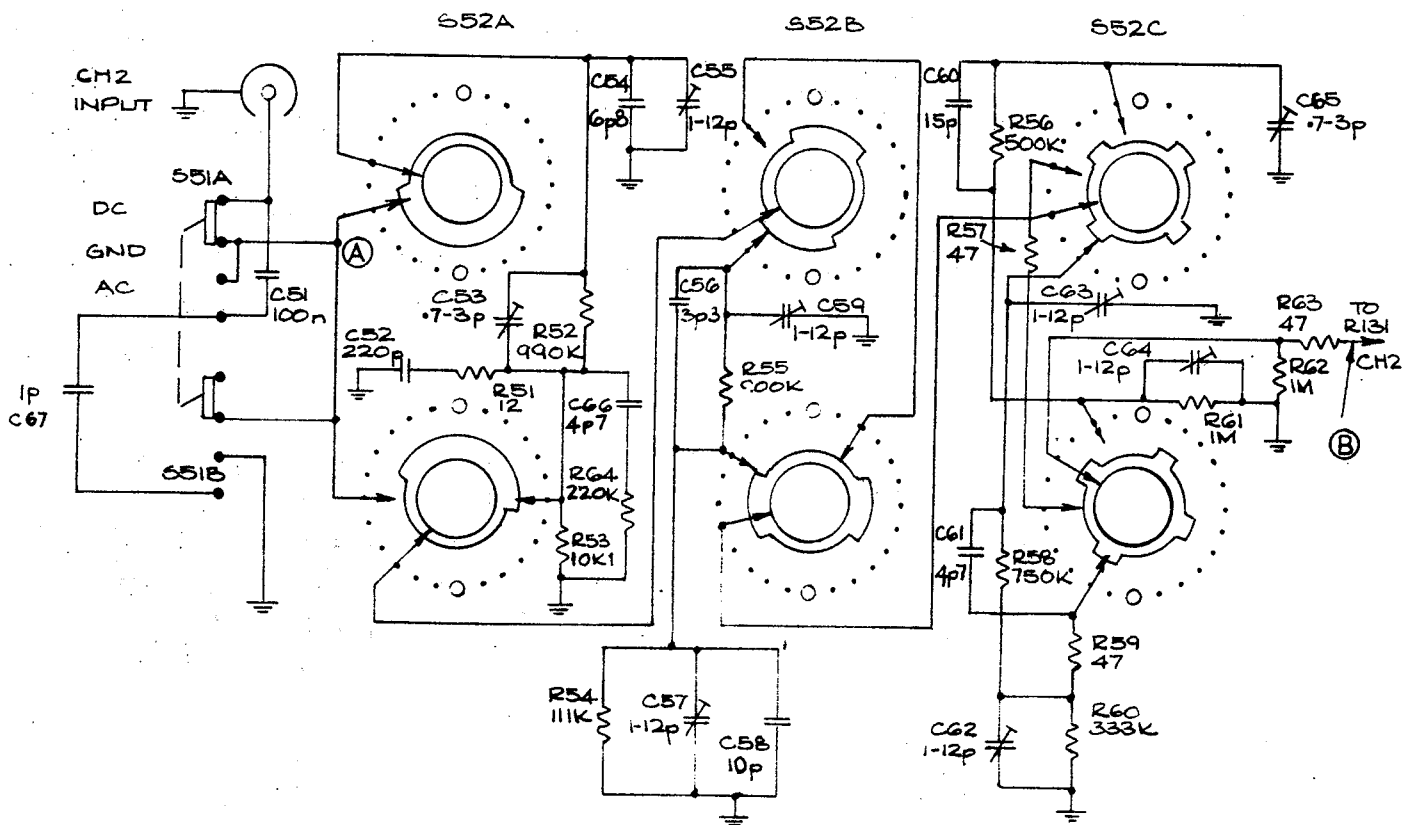 S52A
S52B
S52C
CH2
INPUT
S51A
DC
GND
AC
C51
100n
1p
C67
S51B
A
C54
6p8
C55
1-12p
C53
.7-3p
C52
220p
R52
990K
R51
12
C66
4p7
R64
220K
R53
10K1
C56
3p3
C59
1-12p
R55
R54
111K
C57
1-12p
C58
10p
C60
15p
R56
500K
C65
.7-3p
R57
47
C63
1-12p
C64
1-12p
R63
47
TO
R131
CH2
R62
1M
R61
1M
B
C61
4p7
R58
750K
R59
47
C62
1-12p
R60
333K